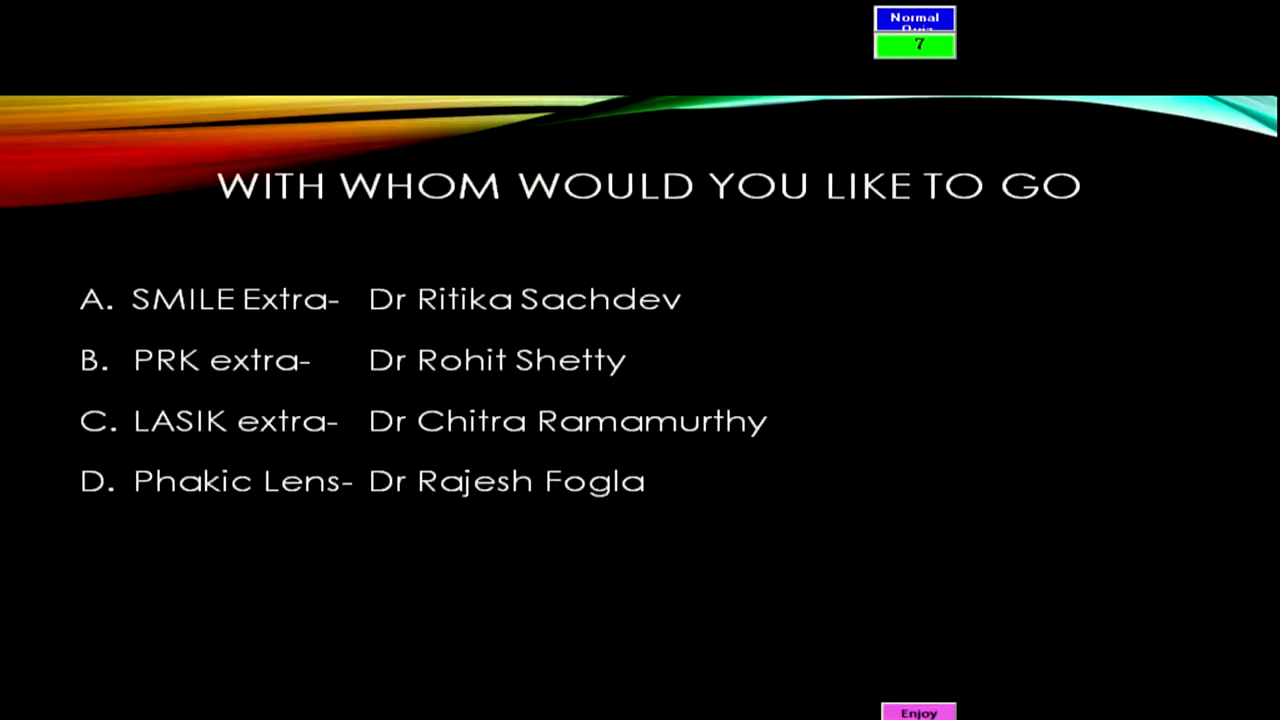 Normal
7
WITH WHOM WOULD YOU LIKE TO GO
A. SMILE Extra- Dr Ritika Sachdev
B. PRK extra- Dr Rohit Shetty
C. LASIK extra- Dr Chitra Ramamurthy
D. Phakic Lens- Dr Rajesh Fogla
Enjoy